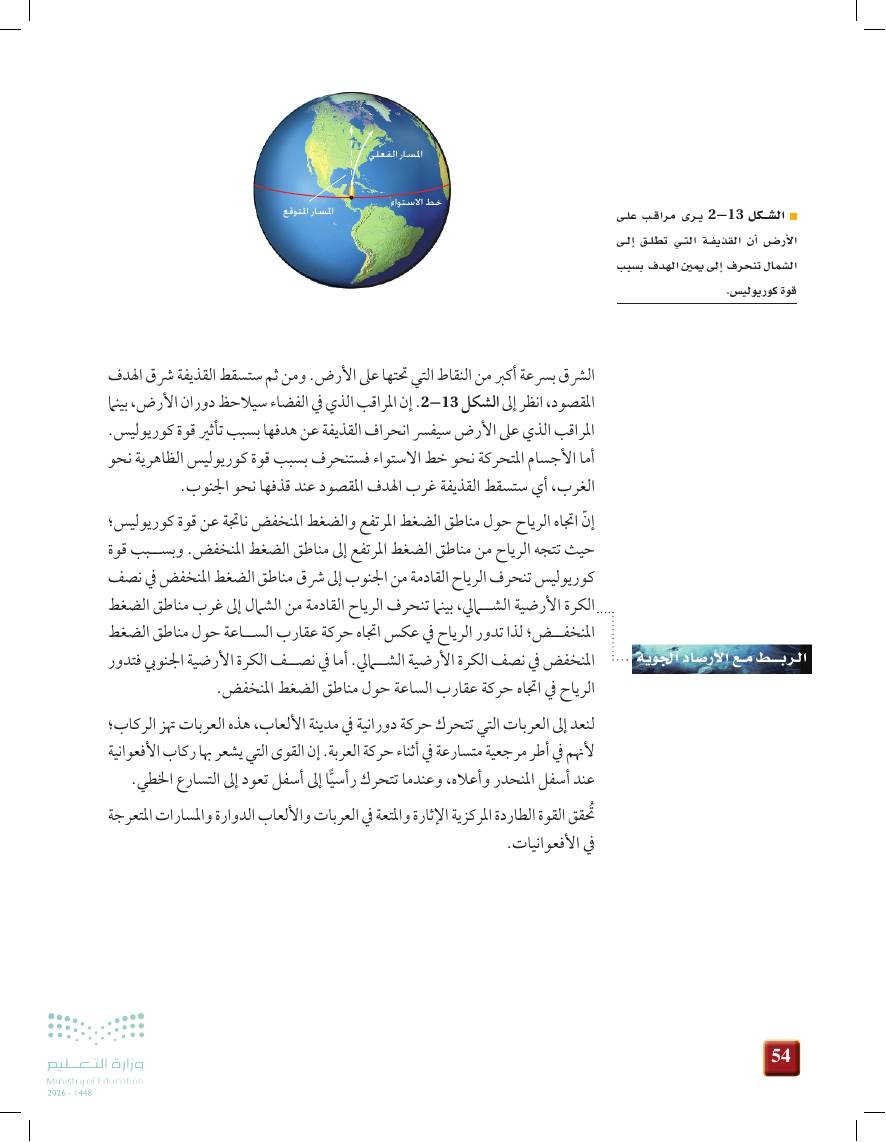 المسار الفعلي
خط الاستواء
المسار المتوقع
الشكل 13–2 يرى مراقب على
الأرض أن القذيفة التي تطلق إلى
الشمال تنحرف إلى يمين الهدف بسبب
قوة كوريوليس.
الشرق بسرعة أكبر من النقاط التي تحتها على الأرض. ومن ثم ستسقط القذيفة شرق الهدف
المقصود، انظر إلى الشكل 13–2. إن المراقب الذي في الفضاء سيلاحظ دوران الأرض، بينما
المراقب الذي على الأرض سيفسر انحراف القذيفة عن هدفها بسبب تأثير قوة كوريوليس.
أما الأجسام المتحركة نحو خط الاستواء فستنحرف بسبب قوة كوريوليس الظاهرية نحو
الغرب، أي ستسقط القذيفة غرب الهدف المقصود عند قذفها نحو الجنوب.
إنّ اتجاه الرياح حول مناطق الضغط المرتفع والضغط المنخفض ناتجة عن قوة كوريوليس؛
حيث تتجه الرياح من مناطق الضغط المرتفع إلى مناطق الضغط المنخفض. وبسبب قوة
كوريوليس تنحرف الرياح القادمة من الجنوب إلى شرق مناطق الضغط المنخفض في نصف
الكرة الأرضية الشمالي، بينما تنحرف الرياح القادمة من الشمال إلى غرب مناطق الضغط
المنخفض؛ لذا تدور الرياح في عكس اتجاه حركة عقارب الساعة حول مناطق الضغط
المنخفض في نصف الكرة الأرضية الشمالي. أما في نصف الكرة الأرضية الجنوبي فتدور
الرياح في اتجاه حركة عقارب الساعة حول مناطق الضغط المنخفض.
الربط مع الأرصاد الجوية
لنعد إلى العربات التي تتحرك حركة دورانية في مدينة الألعاب، هذه العربات تهز الركاب؛
لأنهم في أطر مرجعية متسارعة في أثناء حركة العربة. إن القوى التي يشعر بها ركاب الأفعوانية
عند أسفل المنحدر وأعلاه، وعندما تتحرك رأسيًّا إلى أسفل تعود إلى التسارع الخطي.
تُحقق القوة الطاردة المركزية الإثارة والمتعة في العربات والألعاب الدوارة والمسارات المتعرجة
في الأفعوانيات.
54
وزارة التعليم
Ministry of Education
2026 - 1448